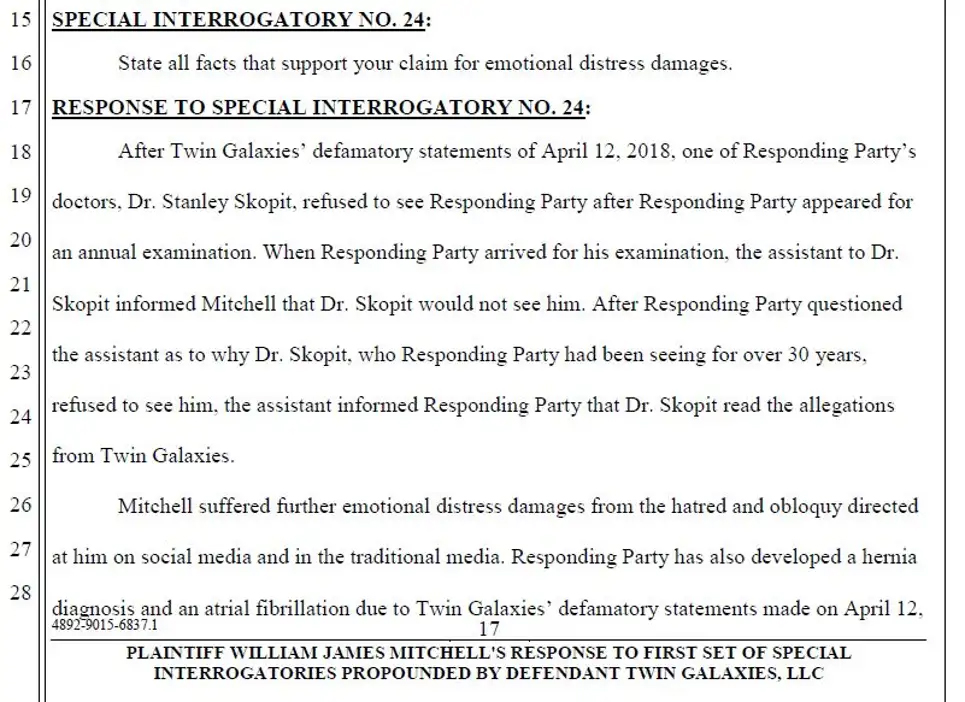 15 SPECIAL INTERROGATORY NO. 24:
16 State all facts that support your claim for emotional distress damages.
17 RESPONSE TO SPECIAL INTERROGATORY NO. 24:
18 After Twin Galaxies’ defamatory statements of April 12, 2018, one of Responding Party’s
19 doctors, Dr. Stanley Skopit, refused to see Responding Party after Responding Party appeared for
20 an annual examination. When Responding Party arrived for his examination, the assistant to Dr.
21 Skopit informed Mitchell that Dr. Skopit would not see him. After Responding Party questioned
22 the assistant as to why Dr. Skopit, who Responding Party had been seeing for over 30 years,
23 refused to see him, the assistant informed Responding Party that Dr. Skopit read the allegations
24
25 from Twin Galaxies.
26 Mitchell suffered further emotional distress damages from the hatred and obloquy directed
27 at him on social media and in the traditional media. Responding Party has also developed a hernia
28 diagnosis and an atrial fibrillation due to Twin Galaxies’ defamatory statements made on April 12,
4892-9015-6837.1
17
PLAINTIFF WILLIAM JAMES MITCHELL'S RESPONSE TO FIRST SET OF SPECIAL
INTERROGATORIES PROPOUNDED BY DEFENDANT TWIN GALAXIES, LLC